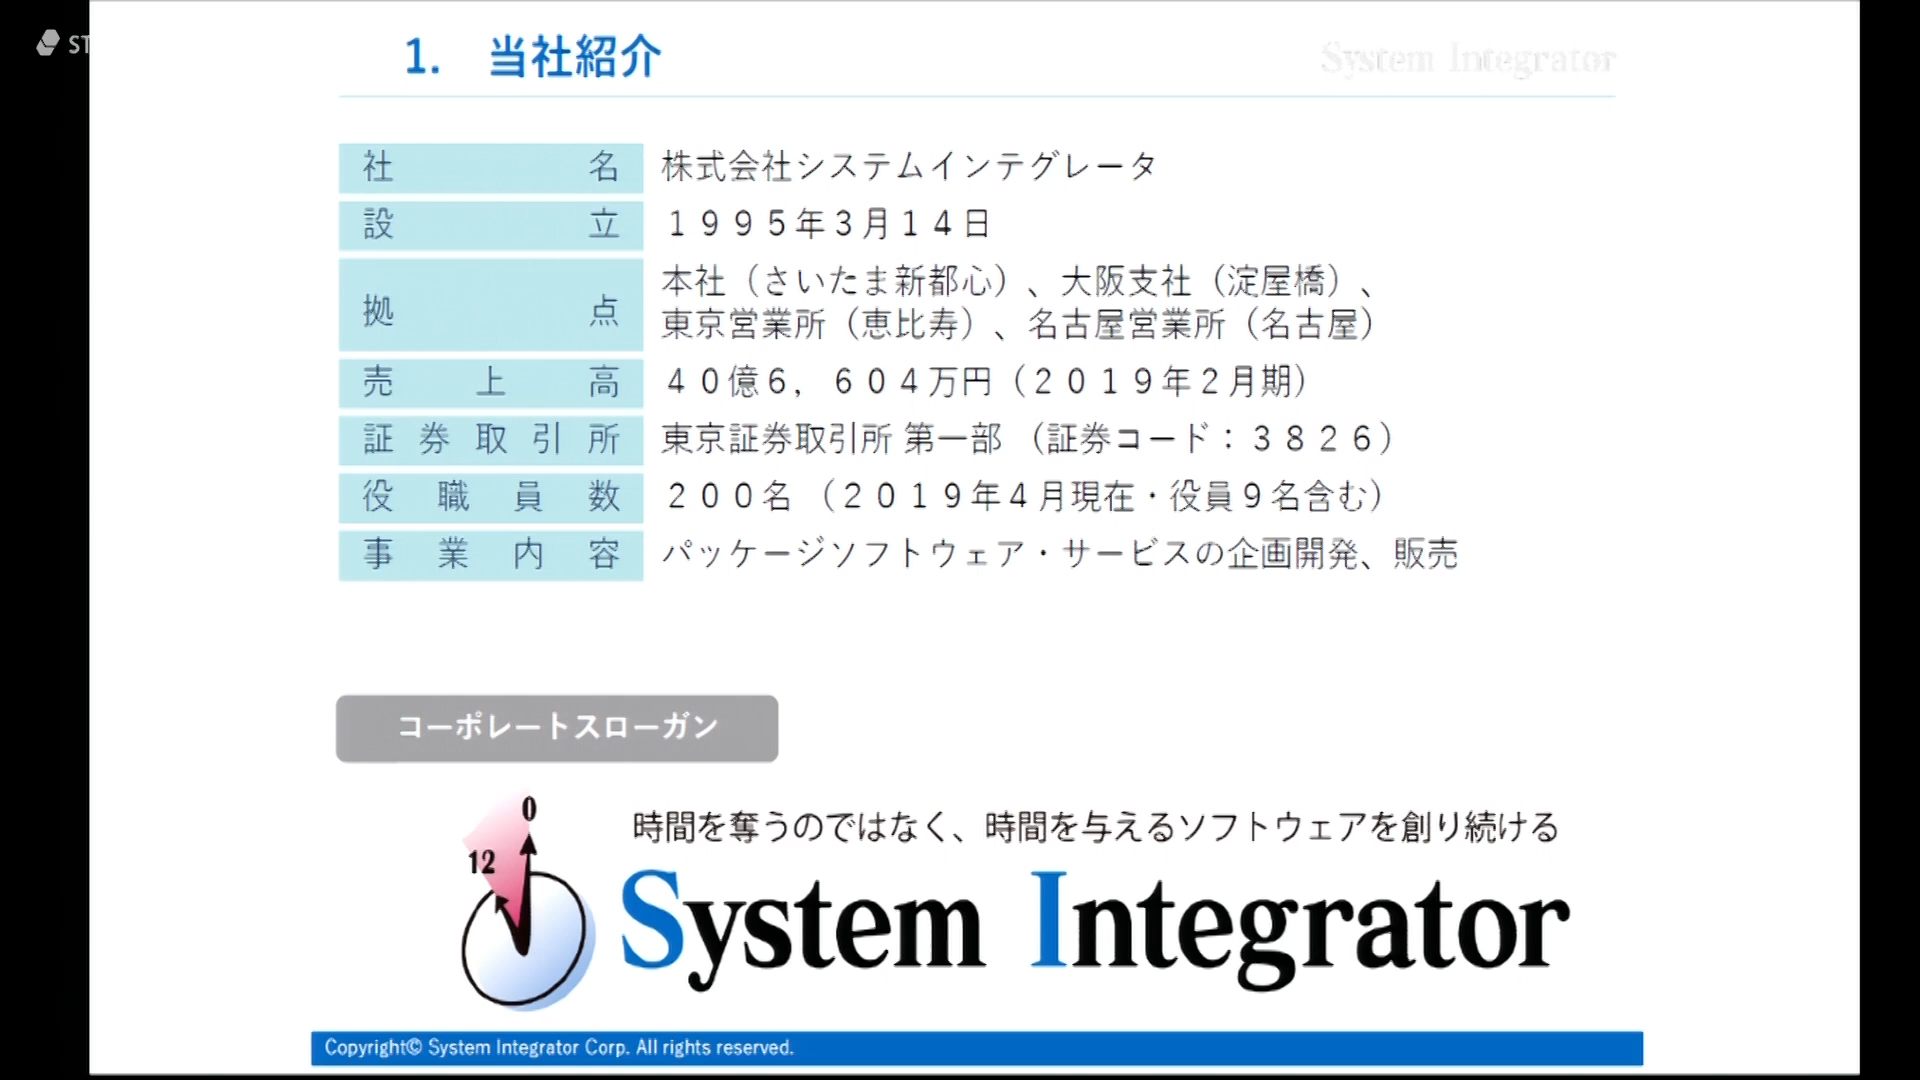 ST
1. 当社紹介
System Integrator
社名 株式会社システムインテグレータ
設立 １９９５年３月１４日
拠点 本社（さいたま新都心）、大阪支社（淀屋橋）、
東京営業所（恵比寿）、名古屋営業所（名古屋）
売上高 ４０億６，６０４万円（２０１９年２月期）
証券取引所 東京証券取引所 第一部 （証券コード：３８２６）
役職員数 ２００名 （２０１９年４月現在・役員９名含む）
事業内容 パッケージソフトウェア・サービスの企画開発、販売
コーポレートスローガン
0
12
時間を奪うのではなく、時間を与えるソフトウェアを創り続ける
System Integrator
Copyright© System Integrator Corp. All rights reserved.